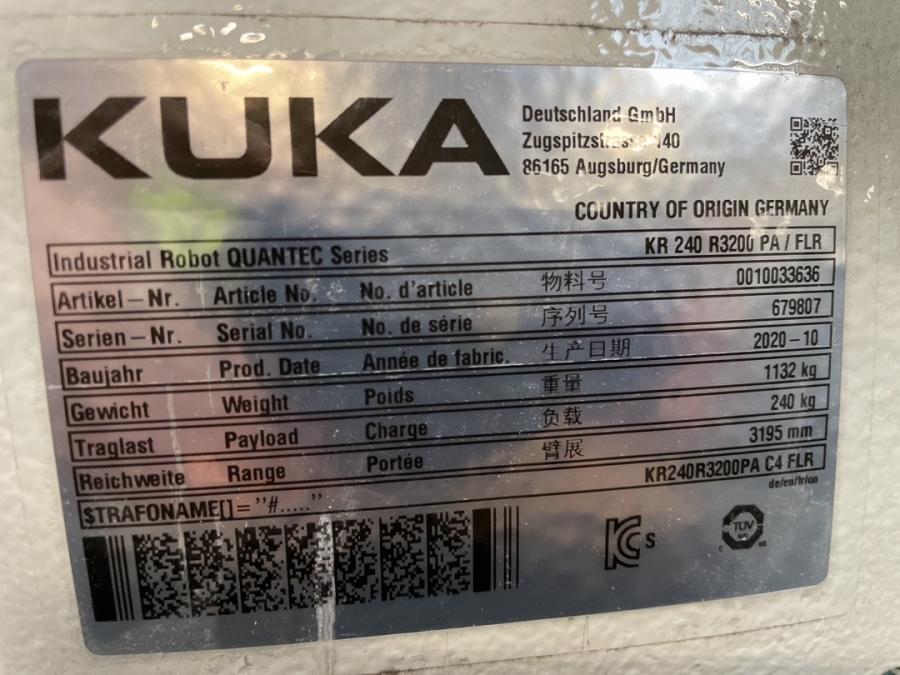 KUKA
Deutschland GmbH
Zugspitzstrasse 140
86165 Augsburg/Germany
COUNTRY OF ORIGIN GERMANY
Industrial Robot QUANTEC Series KR 240 R3200 PA / FLR
Artikel-Nr. Article No. No. d'article 物料号 0010033636
Serien-Nr. Serial No. No. de série 序列号 679807
Baujahr Prod. Date Année de fabric. 生产日期 2020-10
Gewicht Weight Poids 重量 1132 kg
Traglast Payload Charge 负载 240 kg
Reichweite Range Portée 臂展 3195 mm
$TRAFONAME[]="#....." KR240R3200PA C4 FLR
de/en/fr/cn
KC S
TÜV
C US